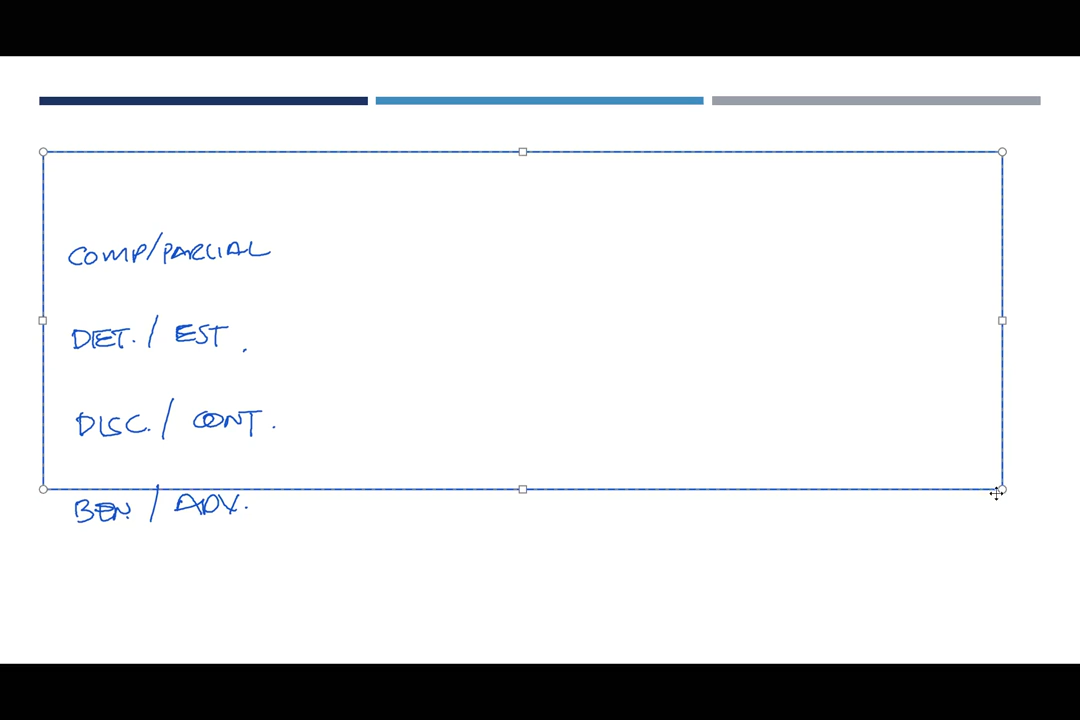 COMP/PARCIAL
DET. / EST.
DISC. / CONT.
BEN. / ADV.